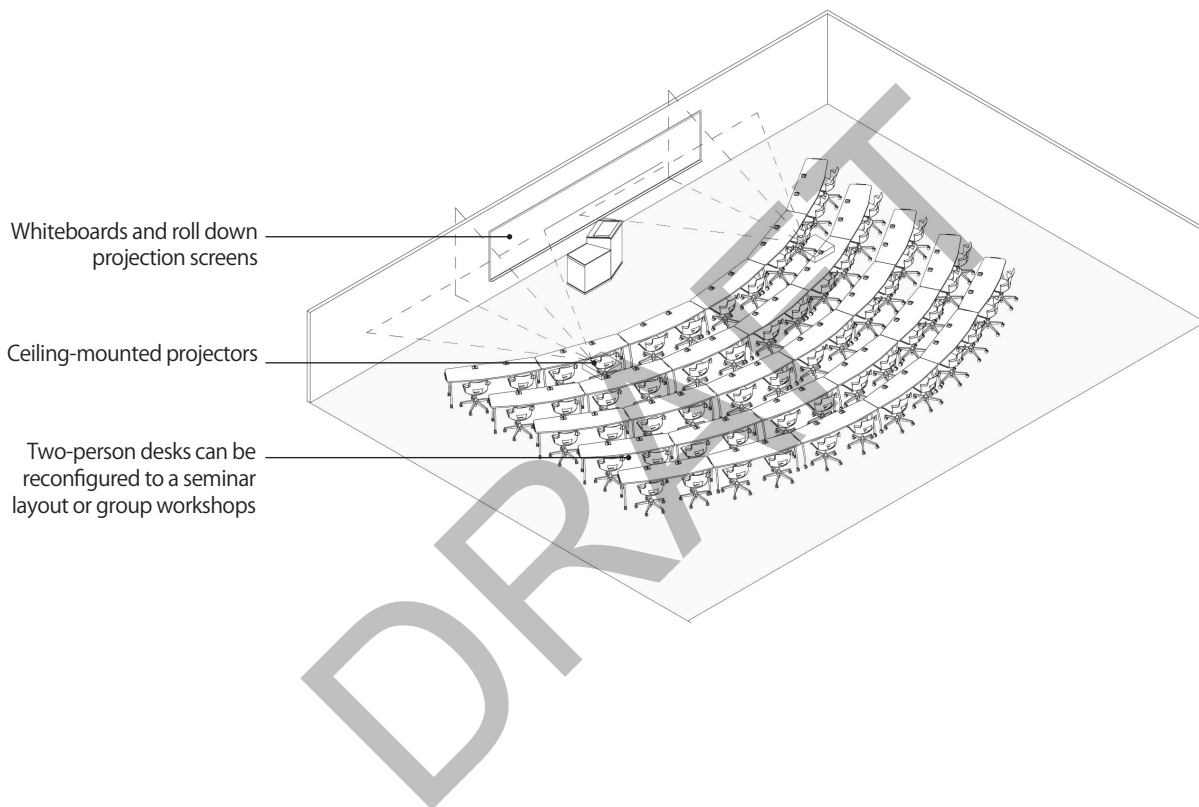 Whiteboards and roll down
projection screens
Ceiling-mounted projectors
Two-person desks can be
reconfigured to a seminar
layout or group workshops
DRAFT